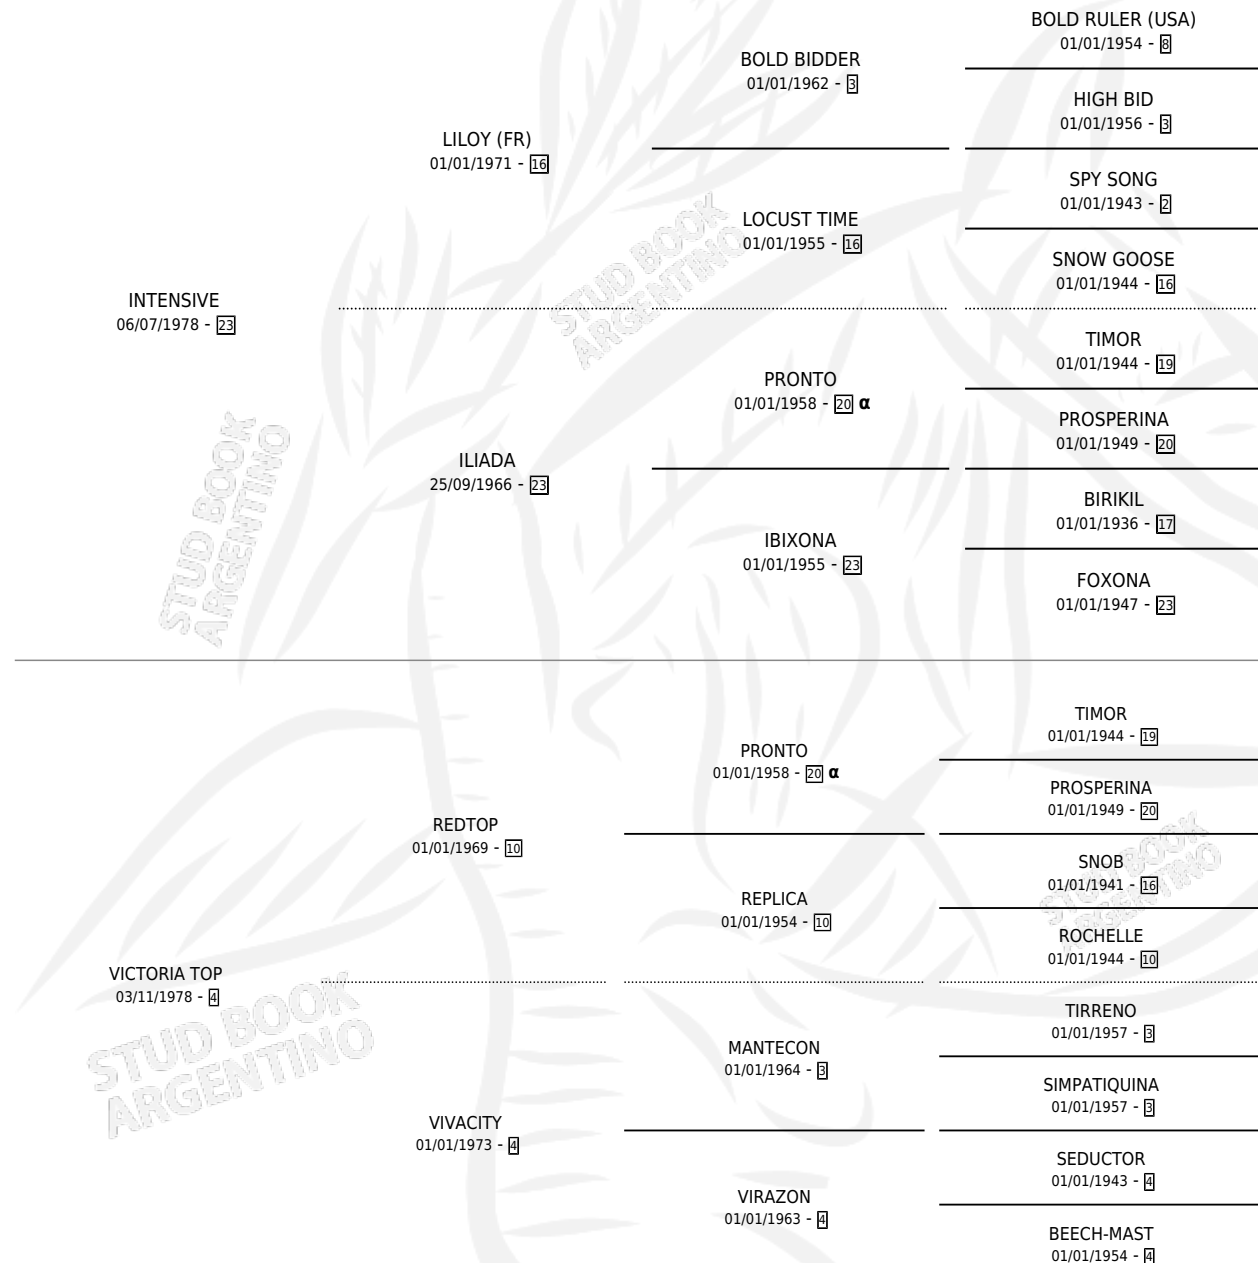 BOLD RULER (USA)
01/01/1954 - 8
BOLD BIDDER
01/01/1962 - 3
HIGH BID
01/01/1956 - 3
LILOY (FR)
01/01/1971 - 16
SPY SONG
01/01/1943 - 2
LOCUST TIME
01/01/1955 - 16
SNOW GOOSE
01/01/1944 - 16
STUD BOOK
ARGENTINO
INTENSIVE
06/07/1978 - 23
TIMOR
01/01/1944 - 19
PRONTO
01/01/1958 - 20 α
PROSPERINA
01/01/1949 - 20
ILIADA
25/09/1966 - 23
BIRIKIL
01/01/1936 - 17
IBIXONA
01/01/1955 - 23
FOXONA
01/01/1947 - 23
STUD BOOK
ARGENTINO
TIMOR
01/01/1944 - 19
PRONTO
01/01/1958 - 20 α
PROSPERINA
01/01/1949 - 20
REDTOP
01/01/1969 - 10
SNOB
01/01/1941 - 16
REPLICA
01/01/1954 - 10
ROCHELLE
01/01/1944 - 10
STUD BOOK
ARGENTINO
VICTORIA TOP
03/11/1978 - 4
TIRRENO
01/01/1957 - 3
MANTECON
01/01/1964 - 3
SIMPATIQUINA
01/01/1957 - 3
VIVACITY
01/01/1973 - 4
SEDUCTOR
01/01/1943 - 4
VIRAZON
01/01/1963 - 4
BEECH-MAST
01/01/1954 - 4
STUD BOOK
ARGENTINO